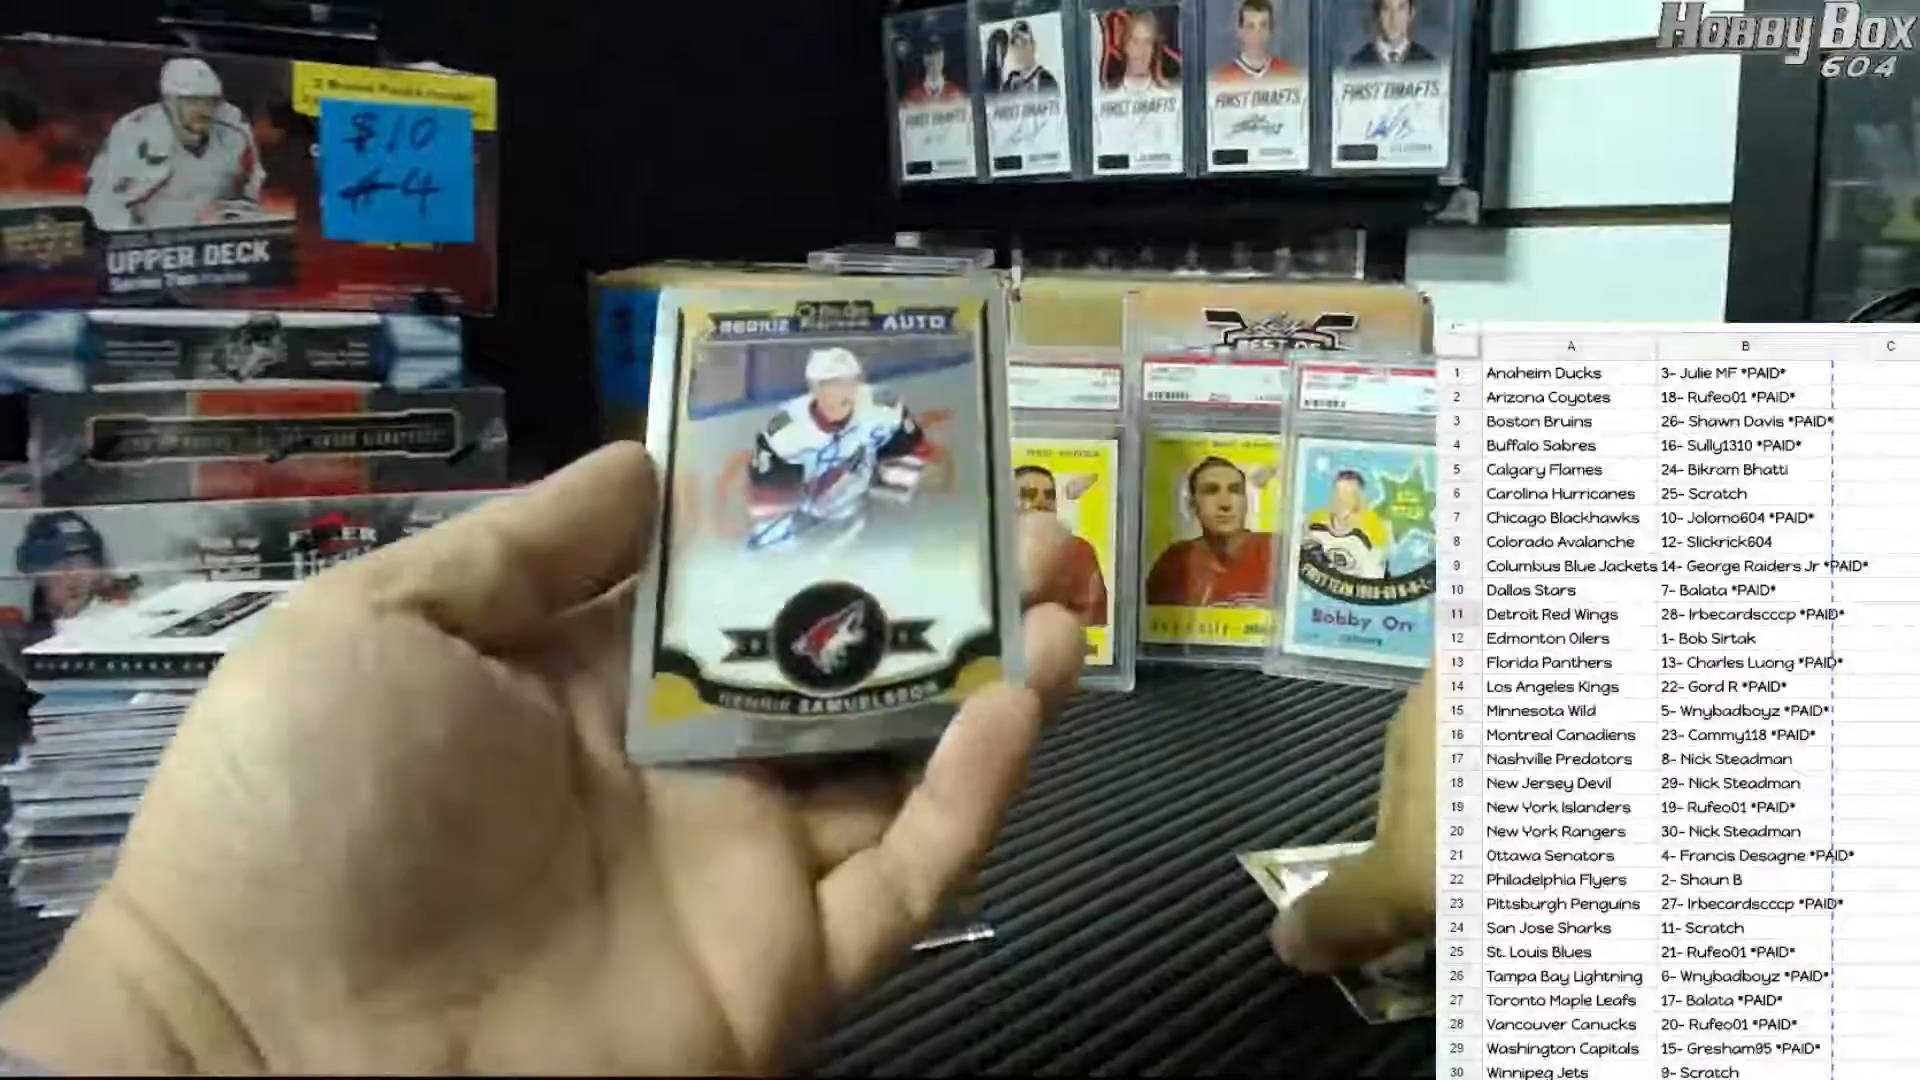 HOBBY BOX
604
FIRST DRAFTS
FIRST DRAFTS
FIRST DRAFTS
FIRST DRAFTS
FIRST DRAFTS
$10
#4
UPPER DECK
Series Two
ROOKIE AUTO
HENRIK SAMUELSSON
BEST OF
FIRST TEAM 1968-69 N.H.L.
Bobby Orr
A B C
1 Anaheim Ducks 3- Julie MF *PAID*
2 Arizona Coyotes 18- Rufeo01 *PAID*
3 Boston Bruins 26- Shawn Davis *PAID*
4 Buffalo Sabres 16- Sully1310 *PAID*
5 Calgary Flames 24- Bikram Bhatti
6 Carolina Hurricanes 25- Scratch
7 Chicago Blackhawks 10- Jolomo604 *PAID*
8 Colorado Avalanche 12- Slickrick604
9 Columbus Blue Jackets 14- George Raiders Jr *PAID*
10 Dallas Stars 7- Balata *PAID*
11 Detroit Red Wings 28- Irbecardscccp *PAID*
12 Edmonton Oilers 1- Bob Sirtak
13 Florida Panthers 13- Charles Luong *PAID*
14 Los Angeles Kings 22- Gord R *PAID*
15 Minnesota Wild 5- Wnybadboyz *PAID*
16 Montreal Canadiens 23- Cammy118 *PAID*
17 Nashville Predators 8- Nick Steadman
18 New Jersey Devil 29- Nick Steadman
19 New York Islanders 19- Rufeo01 *PAID*
20 New York Rangers 30- Nick Steadman
21 Ottawa Senators 4- Francis Desagne *PAID*
22 Philadelphia Flyers 2- Shaun B
23 Pittsburgh Penguins 27- Irbecardscccp *PAID*
24 San Jose Sharks 11- Scratch
25 St. Louis Blues 21- Rufeo01 *PAID*
26 Tampa Bay Lightning 6- Wnybadboyz *PAID*
27 Toronto Maple Leafs 17- Balata *PAID*
28 Vancouver Canucks 20- Rufeo01 *PAID*
29 Washington Capitals 15- Gresham95 *PAID*
30 Winnipeg Jets 9- Scratch